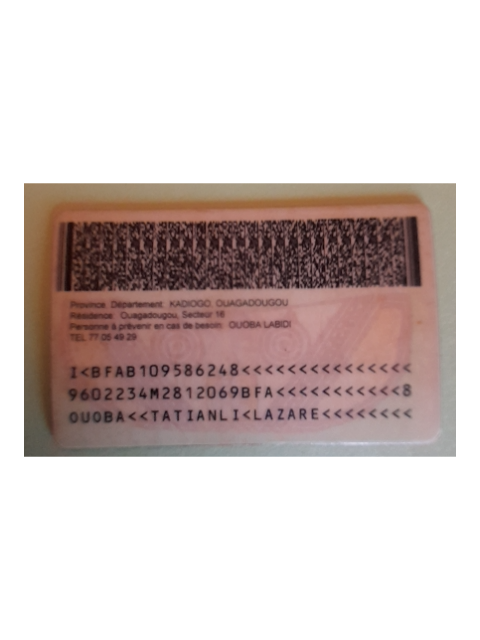 Province. Département: KADIOGO, OUAGADOUGOU
Résidence: Ouagadougou, Secteur 16
Personne à prévenir en cas de besoin: OUOBA LABIDI
TEL 77 05 49 29
I<BFAB109586248<<<<<<<<<<<<<<<
9602234M2812069BFA<<<<<<<<<<<8
OUOBA<<TATIANLI<LAZARE<<<<<<<<